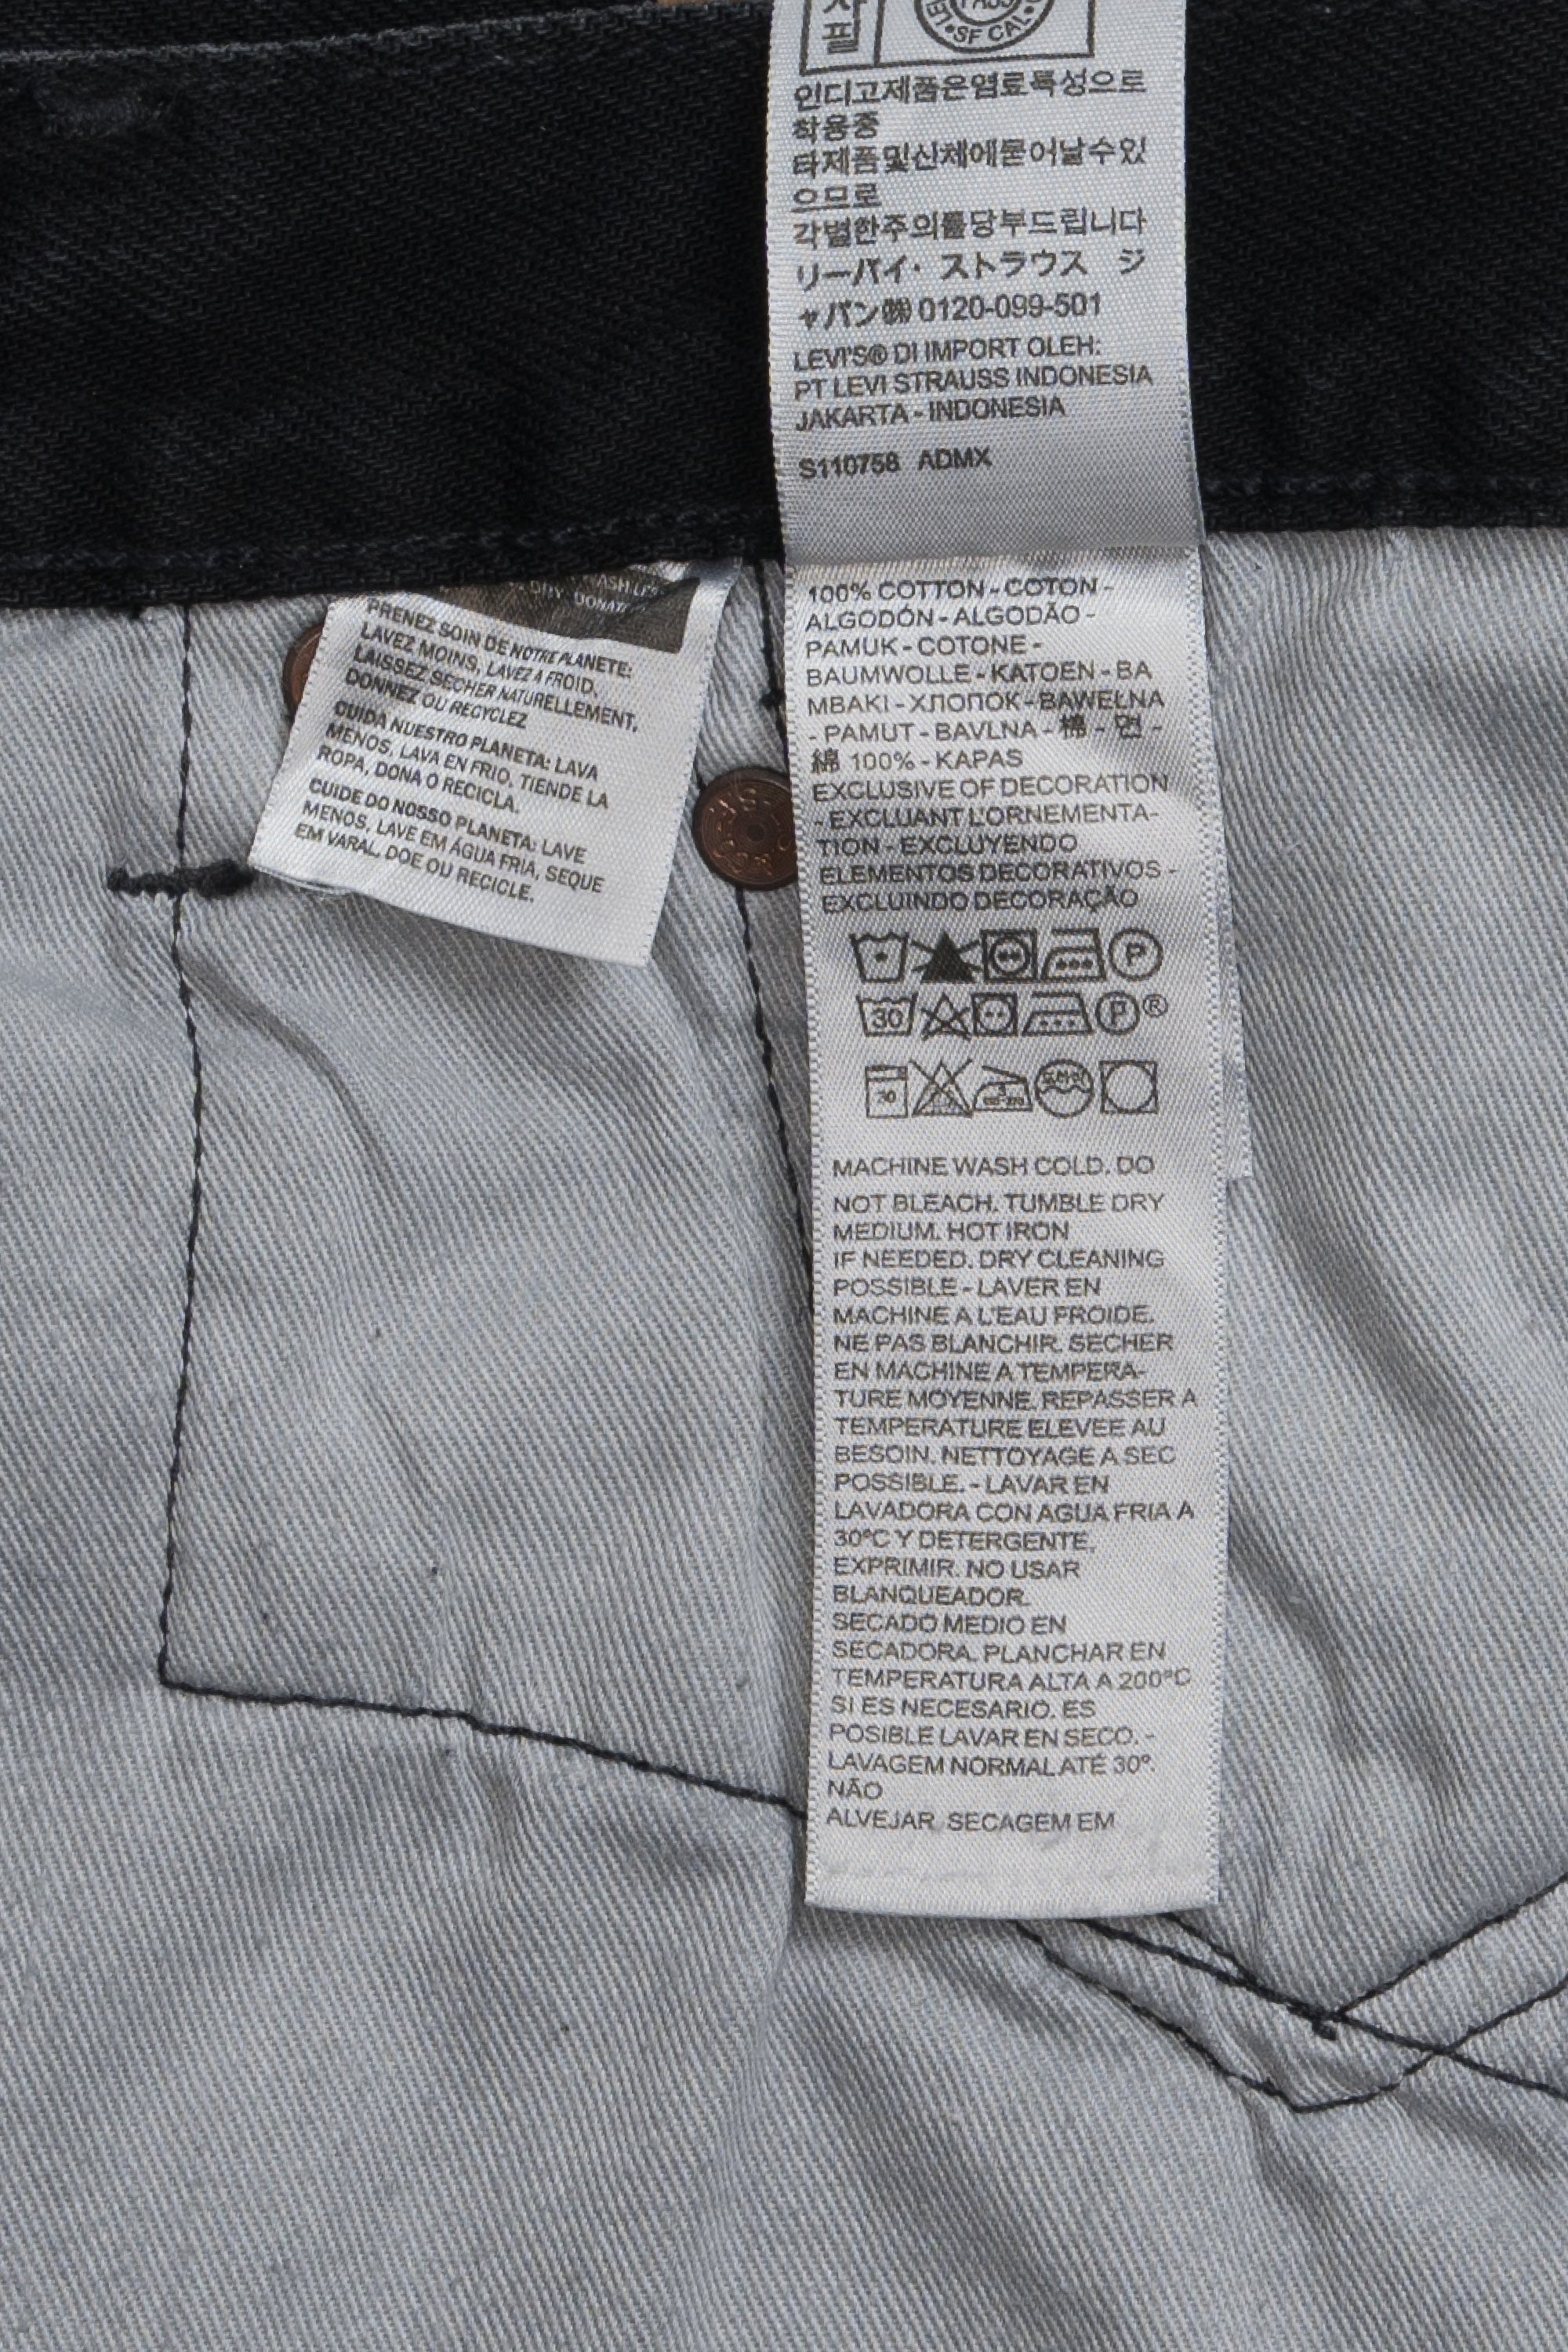 필
SF CAL
인디고제품은염료특성으로
착용중
타제품및신체에묻어날수있
으므로
각별한주의를당부드립니다
リーバイ・ストラウス ジ
ャパン㈱ 0120-099-501
LEVI'S® DI IMPORT OLEH:
PT LEVI STRAUSS INDONESIA
JAKARTA - INDONESIA
S110758 ADMX
PRENEZ SOIN DE NOTRE PLANETE:
LAVEZ MOINS, LAVEZ A FROID,
LAISSEZ SECHER NATURELLEMENT,
DONNEZ OU RECYCLEZ
CUIDA NUESTRO PLANETA: LAVA
MENOS, LAVA EN FRIO, TIENDE LA
ROPA, DONA O RECICLA.
CUIDE DO NOSSO PLANETA: LAVE
MENOS, LAVE EM ÁGUA FRIA, SEQUE
EM VARAL, DOE OU RECICLE.
100% COTTON - COTON -
ALGODÓN - ALGODÃO -
PAMUK - COTONE -
BAUMWOLLE - KATOEN - BA
MBAKI - ХЛОПОК - BAWEŁNA
- PAMUT - BAVLNA - 棉 - 면 -
綿 100% - KAPAS
EXCLUSIVE OF DECORATION
- EXCLUANT L'ORNEMENTA-
TION - EXCLUYENDO
ELEMENTOS DECORATIVOS -
EXCLUINDO DECORAÇÃO
P
30 P ®
30
MACHINE WASH COLD. DO
NOT BLEACH. TUMBLE DRY
MEDIUM. HOT IRON
IF NEEDED. DRY CLEANING
POSSIBLE - LAVER EN
MACHINE A L'EAU FROIDE.
NE PAS BLANCHIR. SECHER
EN MACHINE A TEMPERA-
TURE MOYENNE. REPASSER A
TEMPERATURE ELEVEE AU
BESOIN. NETTOYAGE A SEC
POSSIBLE. - LAVAR EN
LAVADORA CON AGUA FRIA A
30ºC Y DETERGENTE,
EXPRIMIR. NO USAR
BLANQUEADOR.
SECADO MEDIO EN
SECADORA. PLANCHAR EN
TEMPERATURA ALTA A 200ºC
SI ES NECESARIO. ES
POSIBLE LAVAR EN SECO. -
LAVAGEM NORMAL ATÉ 30º.
NÃO
ALVEJAR. SECAGEM EM